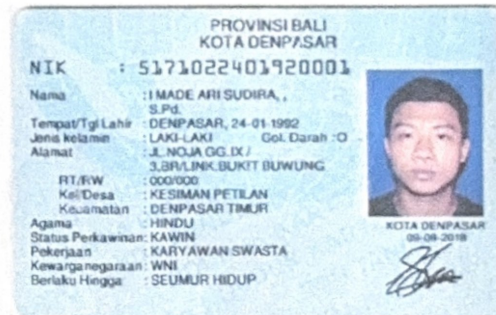 PROVINSI BALI
KOTA DENPASAR
NIK : 5171022401920001
Nama : I MADE ARI SUDIRA, ,
S.Pd.
Tempat/Tgl Lahir : DENPASAR, 24-01-1992
Jenis kelamin : LAKI-LAKI Gol. Darah :O
Alamat : JL.NOJA GG.IX /
3,BR/LINK.BUKIT BUWUNG
RT/RW : 000/000
Kel/Desa : KESIMAN PETILAN
Kecamatan : DENPASAR TIMUR
Agama : HINDU
Status Perkawinan: KAWIN
Pekerjaan : KARYAWAN SWASTA
Kewarganegaraan: WNI
Berlaku Hingga : SEUMUR HIDUP
KOTA DENPASAR
09-08-2018